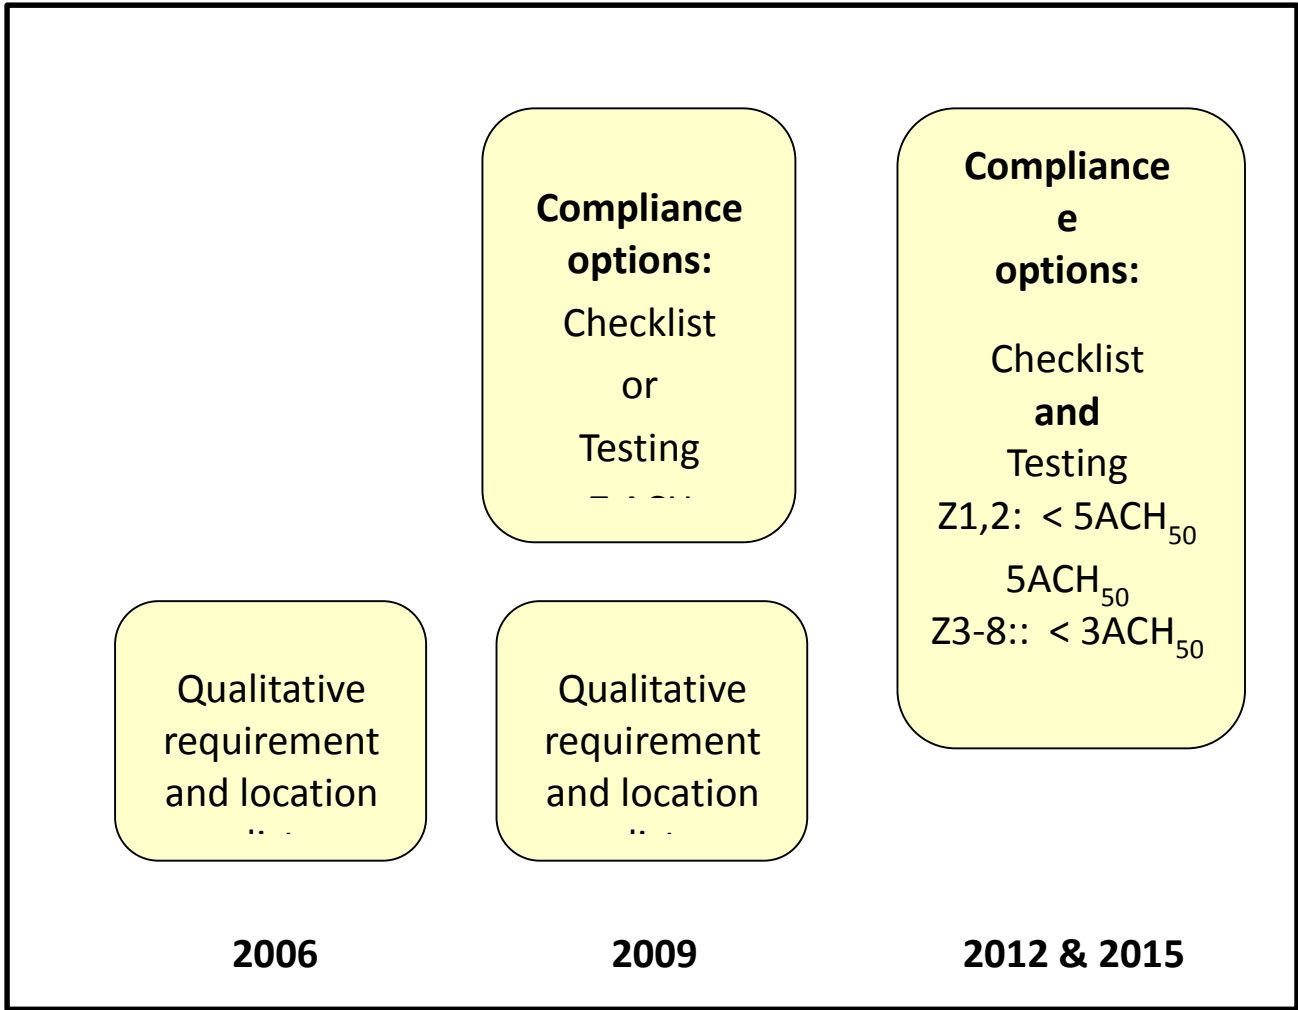 Compliance
options:
Checklist
or
Testing
Compliance
e
options:
Checklist
and
Testing
Z1,2: < 5ACH50
5ACH50
Z3-8:: < 3ACH50
Qualitative
requirement
and location
Qualitative
requirement
and location
2006
2009
2012 & 2015